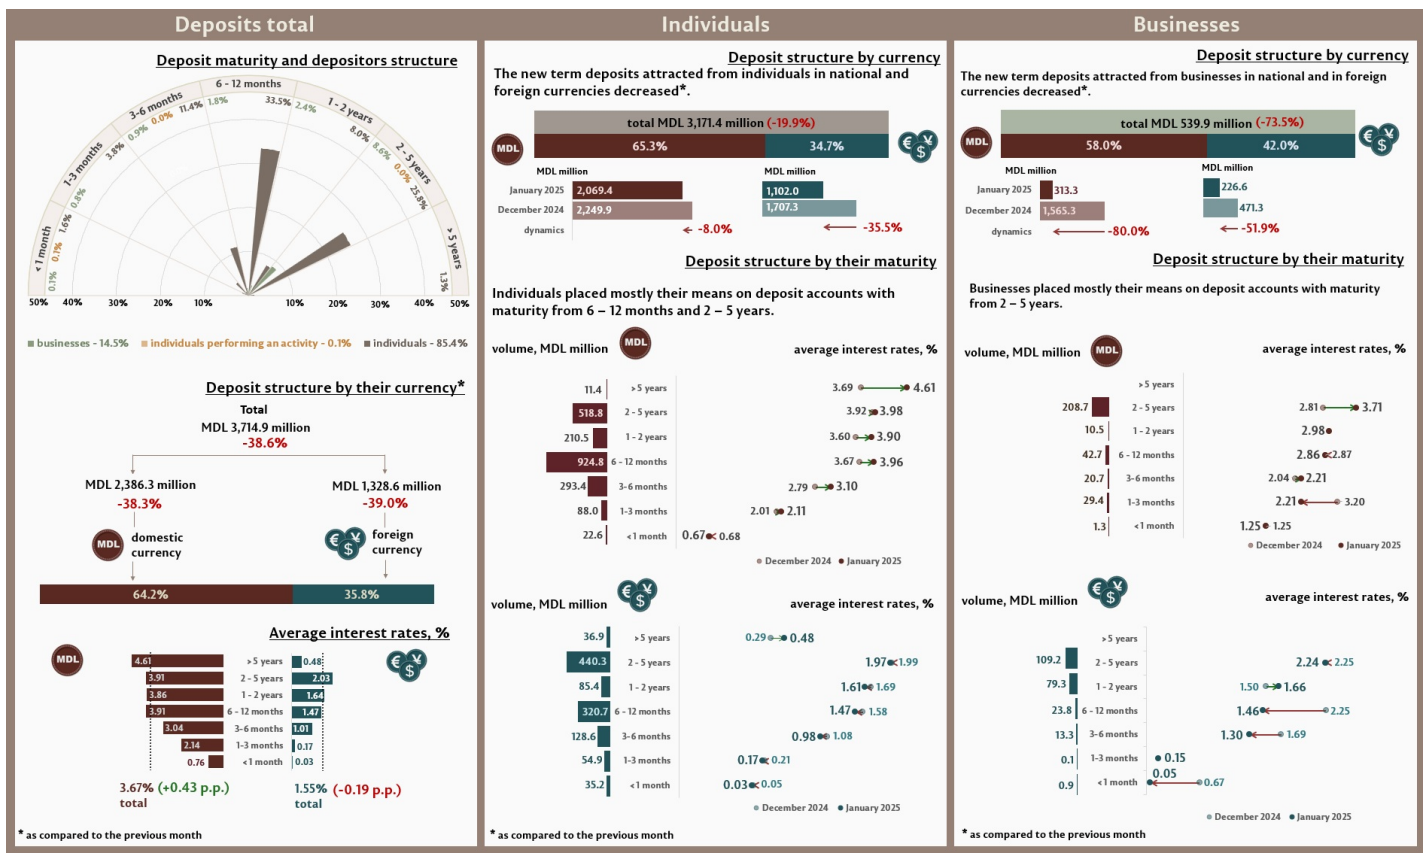 Deposits total
Deposit maturity and depositors structure
< 1 month
1-3 months
3-6 months
6 - 12 months
1 - 2 years
2 - 5 years
> 5 years
0.1%
0.1%
1.6%
0.8%
3.8%
0.9%
0.0%
11.4%
1.8%
33.5%
2.4%
8.0%
8.6%
0.0%
25.8%
1.3%
50% 40% 30% 20% 10% 10% 20% 30% 40% 50%
businesses - 14.5% individuals performing an activity - 0.1% individuals - 85.4%
Deposit structure by their currency*
Total
MDL 3,714.9 million
-38.6%
MDL 2,386.3 million MDL 1,328.6 million
-38.3% -39.0%
MDL domestic currency
€ ¥ $ foreign currency
64.2% 35.8%
Average interest rates, %
MDL € ¥ $
4.61 > 5 years 0.48
3.91 2 - 5 years 2.03
3.86 1 - 2 years 1.64
3.91 6 - 12 months 1.47
3.04 3-6 months 1.01
2.14 1-3 months 0.17
0.76 < 1 month 0.03
3.67% (+0.43 p.p.) 1.55% (-0.19 p.p.)
total total
* as compared to the previous month
Individuals
Deposit structure by currency
The new term deposits attracted from individuals in national and
foreign currencies decreased*.
total MDL 3,171.4 million (-19.9%)
MDL 65.3% 34.7% € ¥ $
MDL million MDL million
January 2025 2,069.4 1,102.0
December 2024 2,249.9 1,707.3
dynamics -8.0% -35.5%
Deposit structure by their maturity
Individuals placed mostly their means on deposit accounts with
maturity from 6 – 12 months and 2 – 5 years.
volume, MDL million MDL average interest rates, %
11.4 > 5 years 3.69 4.61
518.8 2 - 5 years 3.92 3.98
210.5 1 - 2 years 3.60 3.90
924.8 6 - 12 months 3.67 3.96
293.4 3-6 months 2.79 3.10
88.0 1-3 months 2.01 2.11
22.6 < 1 month 0.67 0.68
December 2024 January 2025
volume, MDL million € ¥ $ average interest rates, %
36.9 > 5 years 0.29 0.48
440.3 2 - 5 years 1.97 1.99
85.4 1 - 2 years 1.61 1.69
320.7 6 - 12 months 1.47 1.58
128.6 3-6 months 0.98 1.08
54.9 1-3 months 0.17 0.21
35.2 < 1 month 0.03 0.05
December 2024 January 2025
* as compared to the previous month
Businesses
Deposit structure by currency
The new term deposits attracted from businesses in national and in foreign
currencies decreased*.
total MDL 539.9 million (-73.5%)
MDL 58.0% 42.0% € ¥ $
MDL million MDL million
January 2025 313.3 226.6
December 2024 1,565.3 471.3
dynamics -80.0% -51.9%
Deposit structure by their maturity
Businesses placed mostly their means on deposit accounts with maturity
from 2 – 5 years.
volume, MDL million MDL average interest rates, %
> 5 years
208.7 2 - 5 years 2.81 3.71
10.5 1 - 2 years 2.98
42.7 6 - 12 months 2.86 2.87
20.7 3-6 months 2.04 2.21
29.4 1-3 months 2.21 3.20
1.3 < 1 month 1.25 1.25
December 2024 January 2025
volume, MDL million € ¥ $ average interest rates, %
> 5 years
109.2 2 - 5 years 2.24 2.25
79.3 1 - 2 years 1.50 1.66
23.8 6 - 12 months 1.46 2.25
13.3 3-6 months 1.30 1.69
0.1 1-3 months 0.15
0.9 < 1 month 0.05 0.67
December 2024 January 2025
* as compared to the previous month